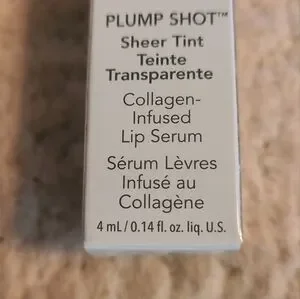 PLUMP SHOT™
Sheer Tint
Teinte
Transparente
Collagen-
Infused
Lip Serum
Sérum Lèvres
Infusé au
Collagène
4 mL/0.14 fl. oz. liq. U.S.